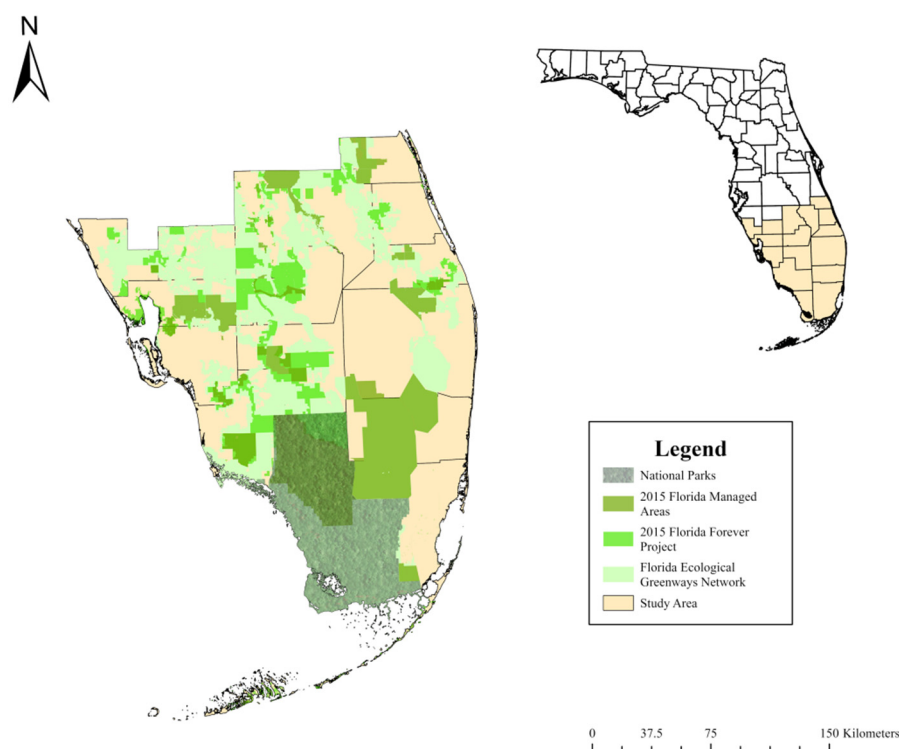 N
Legend
National Parks
2015 Florida Managed
Areas
2015 Florida Forever
Project
Florida Ecological
Greenways Network
Study Area
0 37.5 75 150 Kilometers